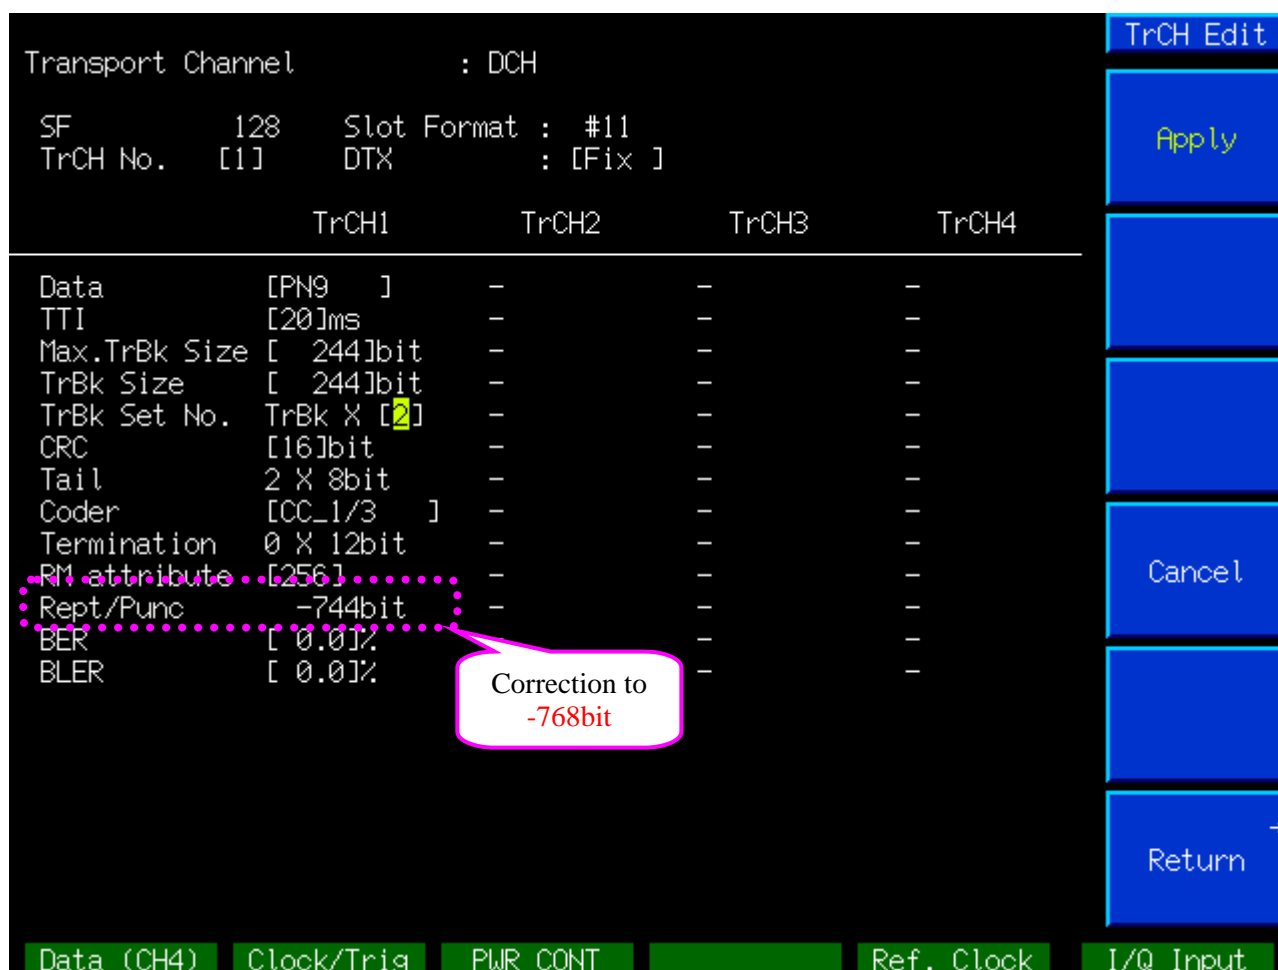 TrCH Edit
Transport Channel : DCH
SF 128 Slot Format : #11
TrCH No. [1] DTX : [Fix ]
Apply
TrCH1 TrCH2 TrCH3 TrCH4
Data [PN9 ] - - -
TTI [20]ms - - -
Max.TrBk Size [ 244]bit - - -
TrBk Size [ 244]bit - - -
TrBk Set No. TrBk X [2] - - -
CRC [16]bit - - -
Tail 2 X 8bit - - -
Coder [CC_1/3 ] - - -
Termination 0 X 12bit - - -
RM attribute [256] - - -
Cancel
Rept/Punc -744bit - - -
BER [ 0.0]% - - -
BLER [ 0.0]% - -
Correction to
-768bit
Return
Data (CH4) Clock/Trig PWR CONT Ref. Clock I/Q Input